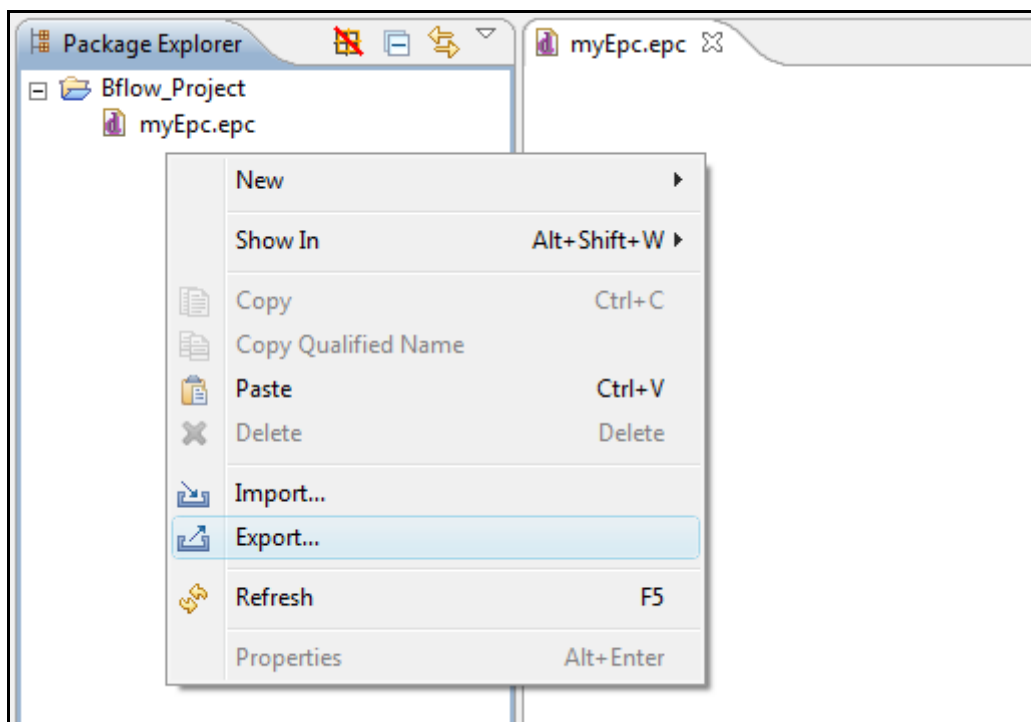 Package Explorer
myEpc.epc
Bflow_Project
myEpc.epc
New
Show In Alt+Shift+W
Copy Ctrl+C
Copy Qualified Name
Paste Ctrl+V
Delete Delete
Import...
Export...
Refresh F5
Properties Alt+Enter